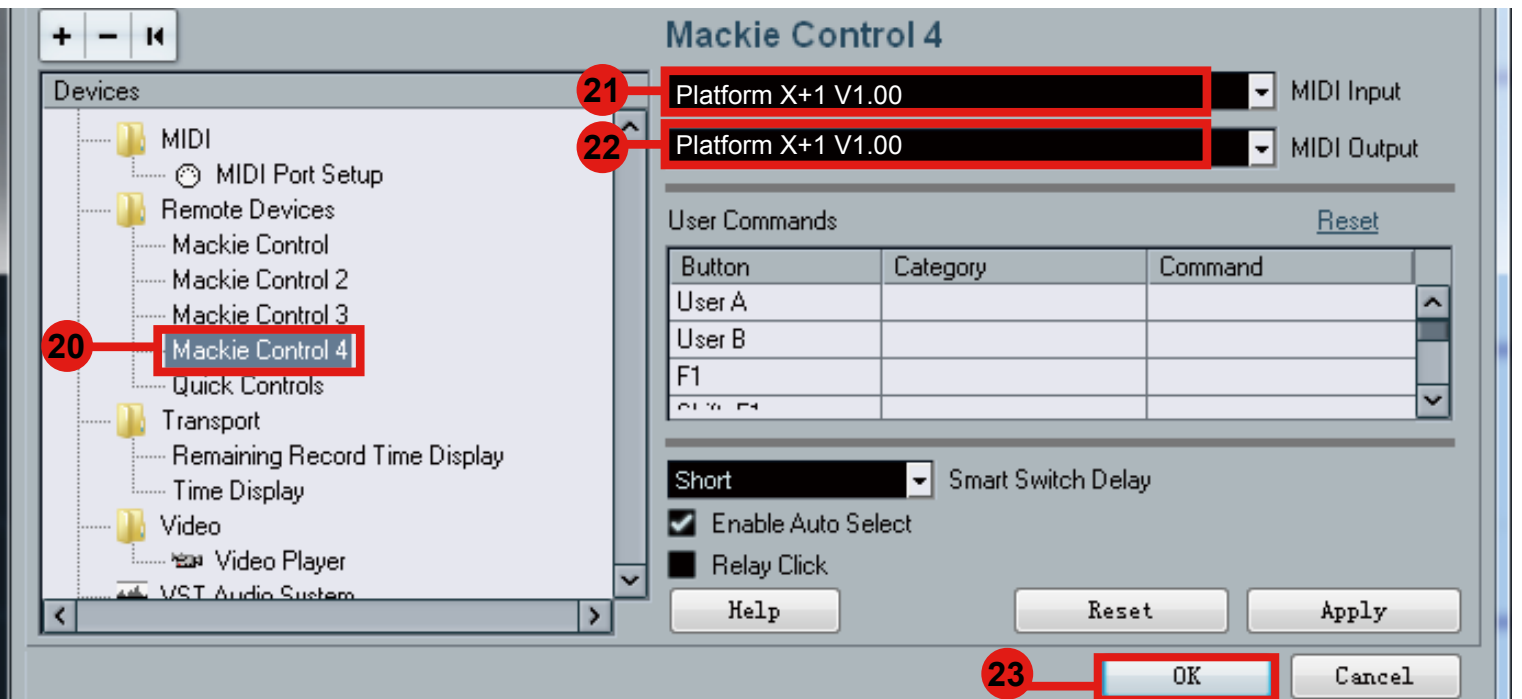 Mackie Control 4
Devices
21
Platform X+1 V1.00
MIDI Input
22
Platform X+1 V1.00
MIDI Output
MIDI
MIDI Port Setup
Remote Devices
Mackie Control
Mackie Control 2
Mackie Control 3
20
Mackie Control 4
Quick Controls
Transport
Remaining Record Time Display
Time Display
Video
Video Player
VST Audio System
User Commands
Reset
Button Category Command
User A
User B
F1
Short
Smart Switch Delay
Enable Auto Select
Relay Click
Help
Reset
Apply
23
OK
Cancel